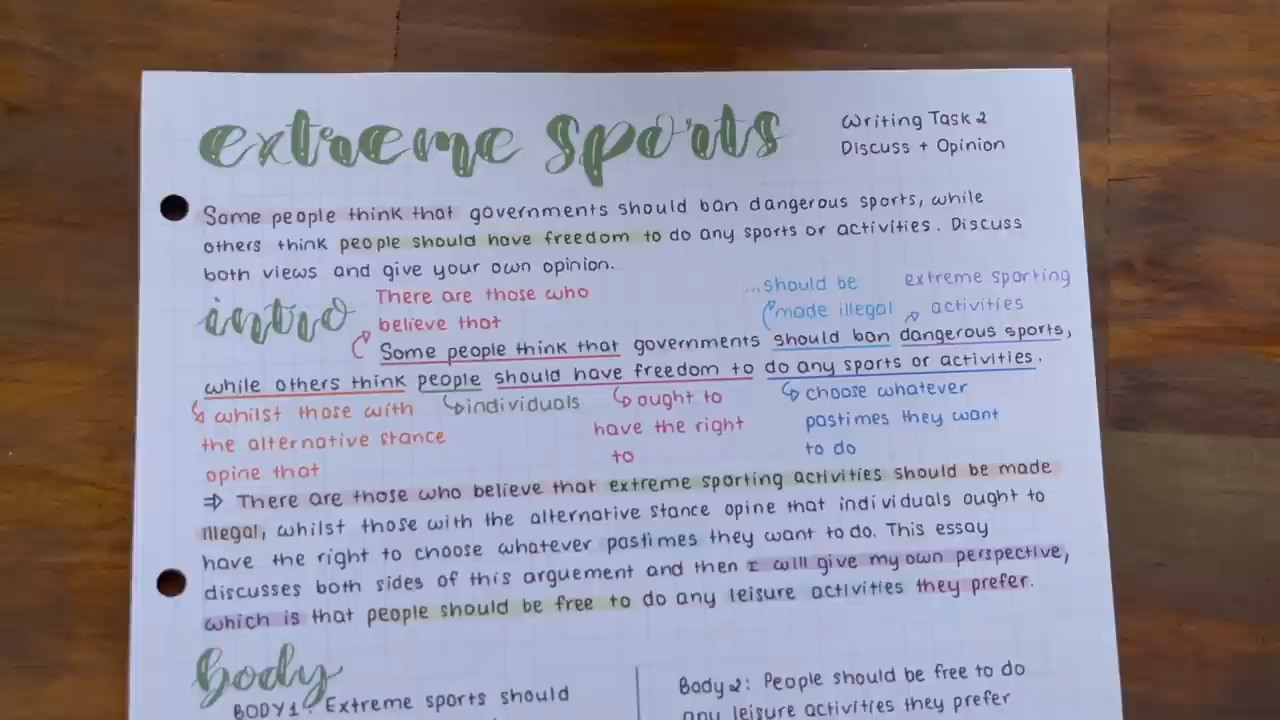 extreme sports
Writing Task 2
Discuss + Opinion
Some people think that governments should ban dangerous sports, while
others think people should have freedom to do any sports or activities. Discuss
both views and give your own opinion.
intro
There are those who
believe that
...should be
made illegal
extreme sporting
activities
Some people think that governments should ban dangerous sports,
while others think people should have freedom to do any sports or activities.
whilst those with
the alternative stance
opine that
individuals
ought to
have the right
to
choose whatever
pastimes they want
to do
⇒ There are those who believe that extreme sporting activities should be made
illegal, whilst those with the alternative stance opine that individuals ought to
have the right to choose whatever pastimes they want to do. This essay
discusses both sides of this arguement and then I will give my own perspective,
which is that people should be free to do any leisure activities they prefer.
body
BODY1: Extreme sports should
Body2: People should be free to do
any leisure activities they prefer